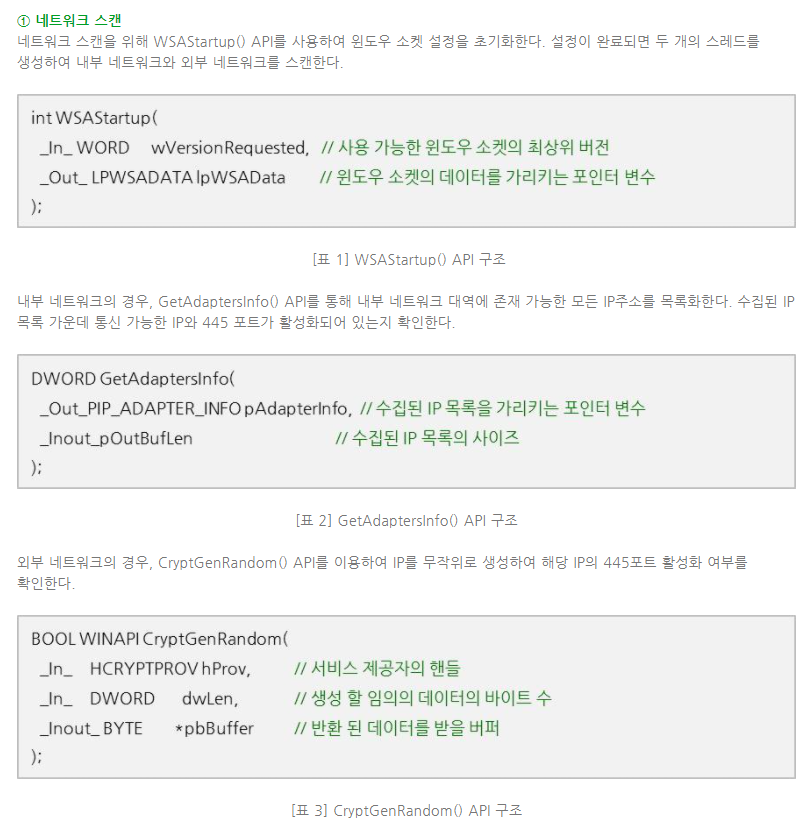 ① 네트워크 스캔
네트워크 스캔을 위해 WSAStartup() API를 사용하여 윈도우 소켓 설정을 초기화한다. 설정이 완료되면 두 개의 스레드를
생성하여 내부 네트워크와 외부 네트워크를 스캔한다.
int WSAStartup(
_In_ WORD wVersionRequested, // 사용 가능한 윈도우 소켓의 최상위 버전
_Out_ LPWSADATA lpWSAData // 윈도우 소켓의 데이터를 가리키는 포인터 변수
);
[표 1] WSAStartup() API 구조
내부 네트워크의 경우, GetAdaptersInfo() API를 통해 내부 네트워크 대역에 존재 가능한 모든 IP주소를 목록화한다. 수집된 IP
목록 가운데 통신 가능한 IP와 445 포트가 활성화되어 있는지 확인한다.
DWORD GetAdaptersInfo(
_Out_PIP_ADAPTER_INFO pAdapterInfo, // 수집된 IP 목록을 가리키는 포인터 변수
_Inout_pOutBufLen // 수집된 IP 목록의 사이즈
);
[표 2] GetAdaptersInfo() API 구조
외부 네트워크의 경우, CryptGenRandom() API를 이용하여 IP를 무작위로 생성하여 해당 IP의 445포트 활성화 여부를
확인한다.
BOOL WINAPI CryptGenRandom(
_In_ HCRYPTPROV hProv, // 서비스 제공자의 핸들
_In_ DWORD dwLen, // 생성 할 임의의 데이터의 바이트 수
_Inout_ BYTE *pbBuffer // 반환 된 데이터를 받을 버퍼
);
[표 3] CryptGenRandom() API 구조